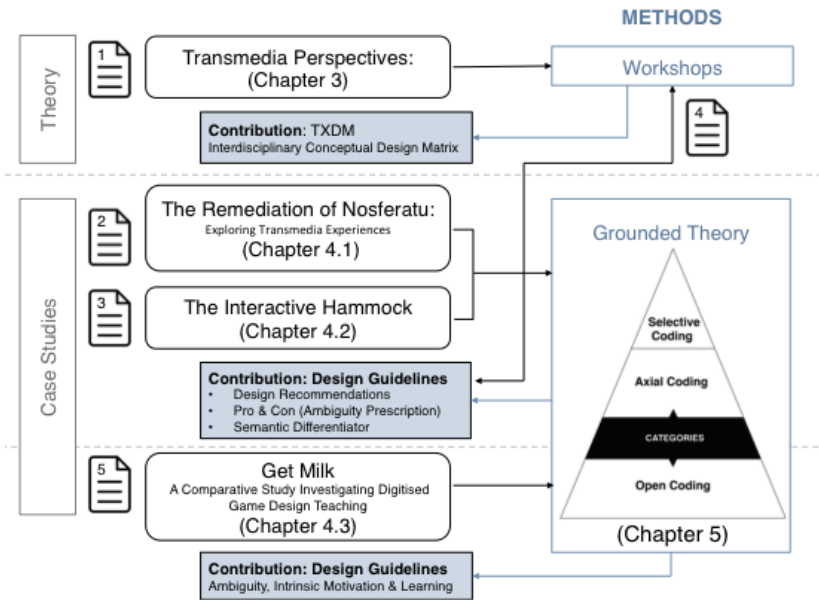 METHODS
Theory
1
Transmedia Perspectives:
(Chapter 3)
Workshops
4
Contribution: TXDM
Interdisciplinary Conceptual Design Matrix
Case Studies
2
The Remediation of Nosferatu:
Exploring Transmedia Experiences
(Chapter 4.1)
3
The Interactive Hammock
(Chapter 4.2)
Contribution: Design Guidelines
• Design Recommendations
• Pro & Con (Ambiguity Prescription)
• Semantic Differentiator
Grounded Theory
Selective
Coding
Axial Coding
CATEGORIES
Open Coding
(Chapter 5)
5
Get Milk
A Comparative Study Investigating Digitised
Game Design Teaching
(Chapter 4.3)
Contribution: Design Guidelines
Ambiguity, Intrinsic Motivation & Learning